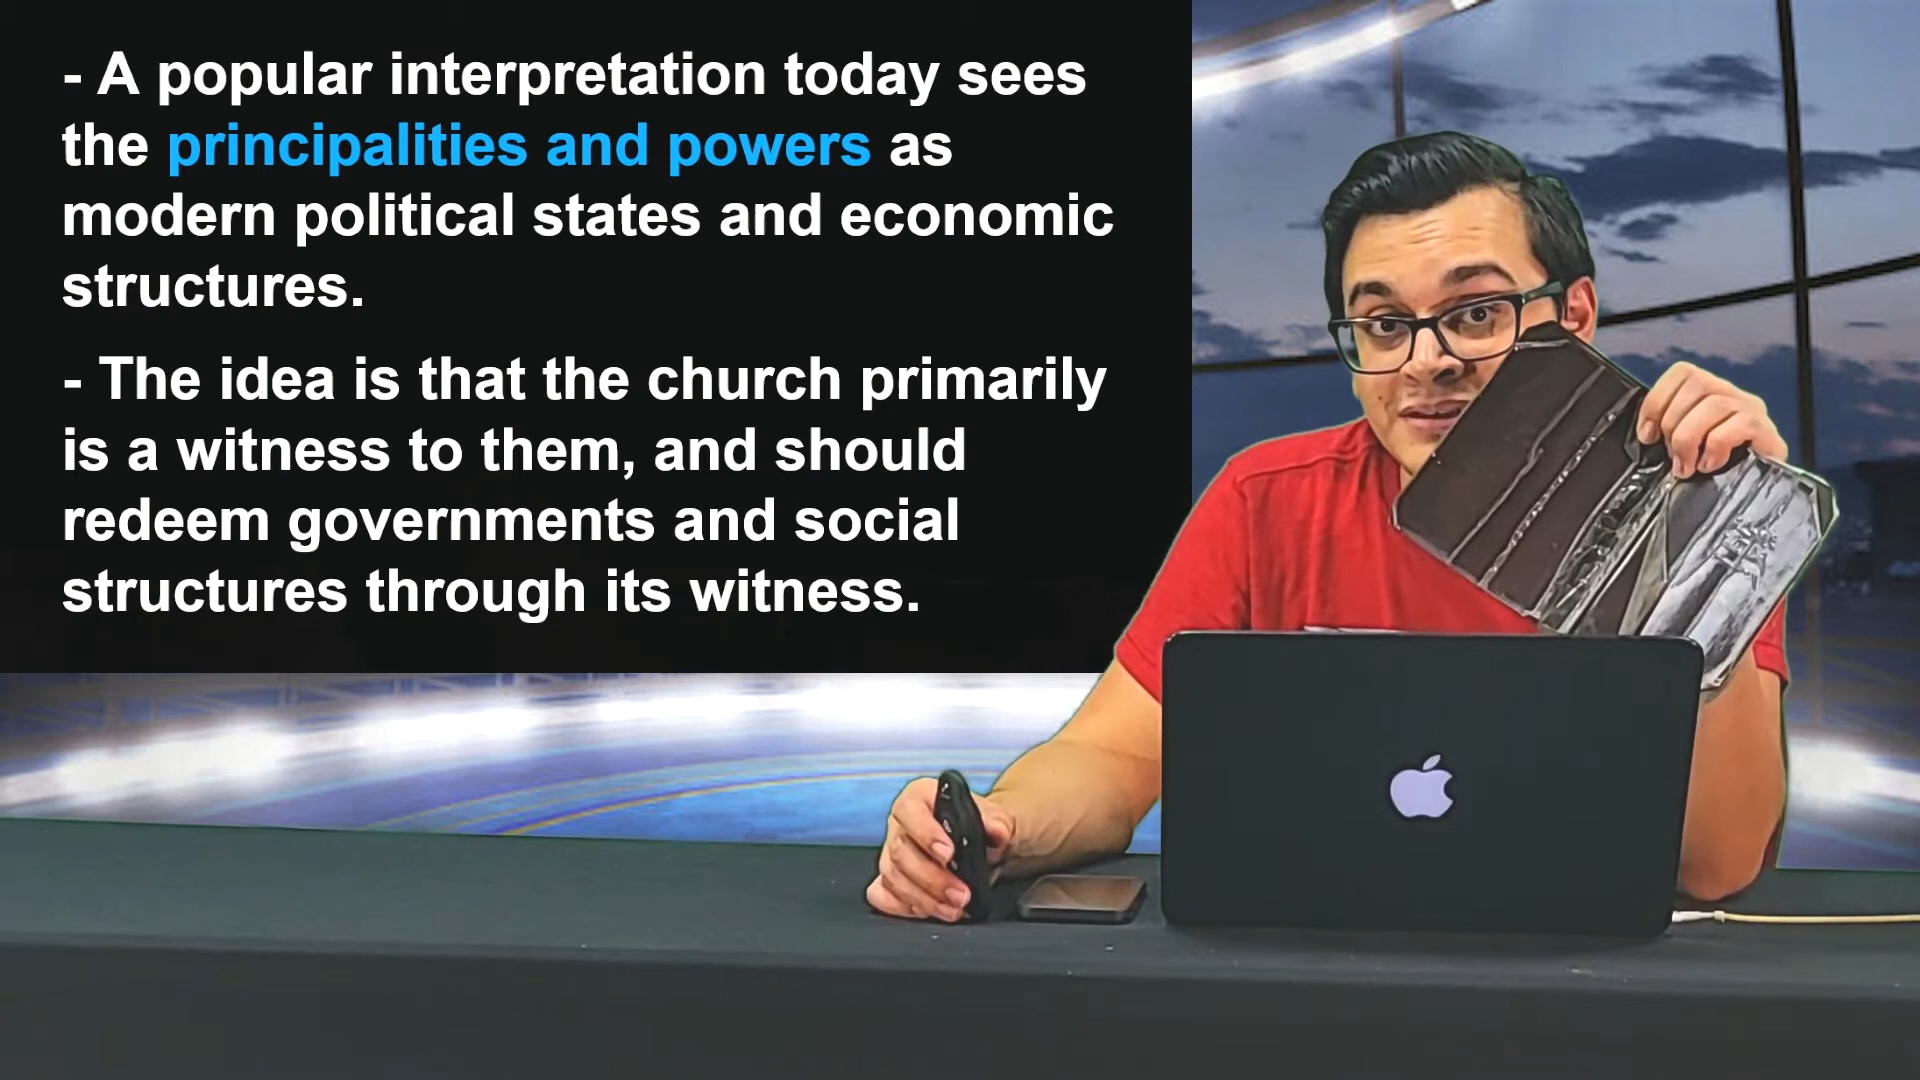 - A popular interpretation today sees
the principalities and powers as
modern political states and economic
structures.
- The idea is that the church primarily
is a witness to them, and should
redeem governments and social
structures through its witness.